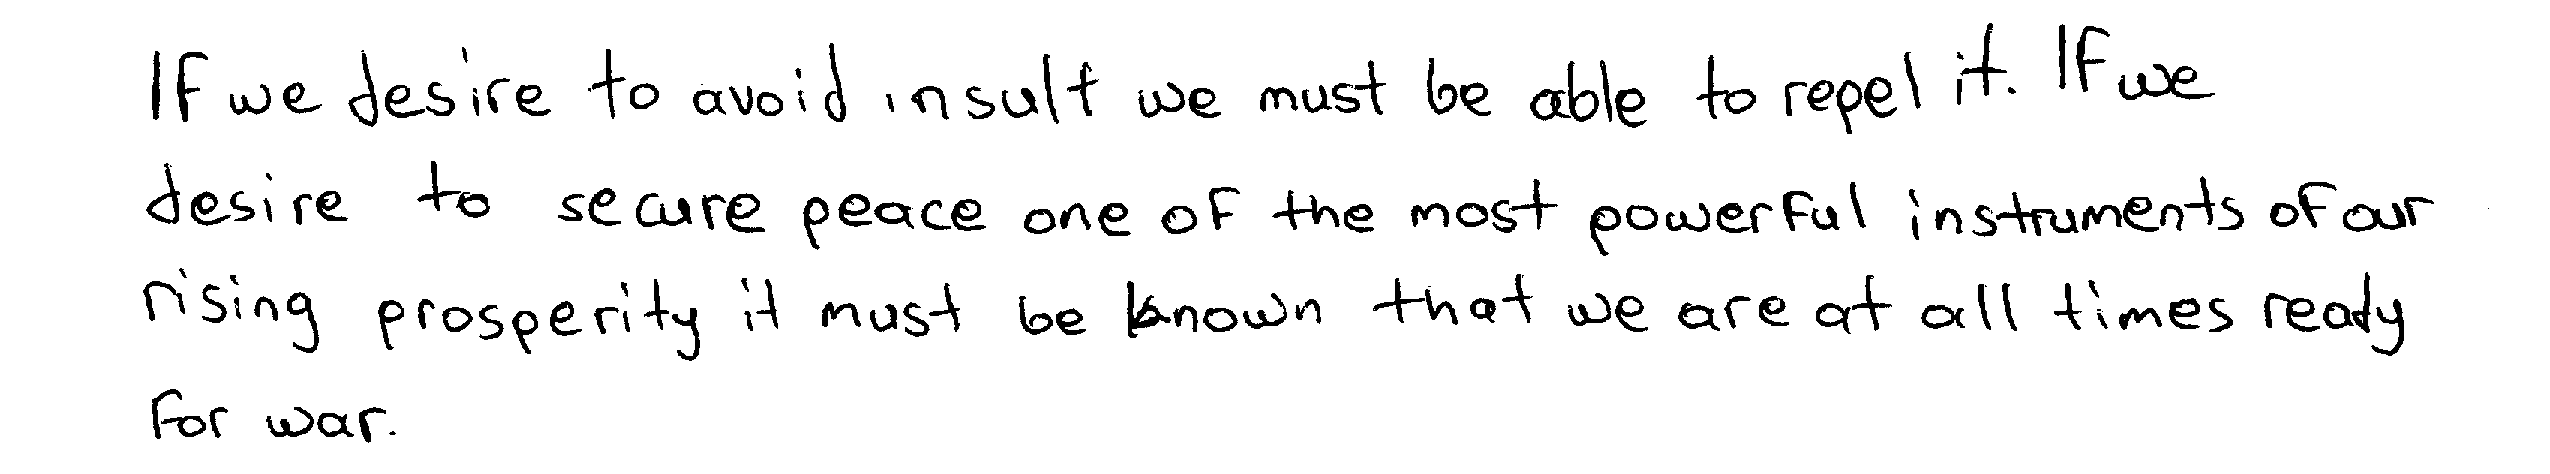 If we desire to avoid insult we must be able to repel it. If we
desire to secure peace one of the most powerful instruments of our
rising prosperity it must be known that we are at all times ready
for war.